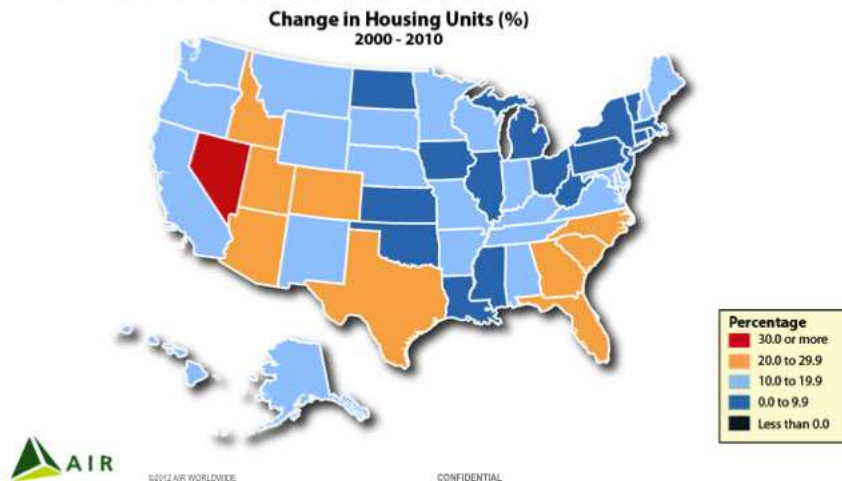 Change in Housing Units (%)
2000 - 2010
Percentage
30.0 or more
20.0 to 29.9
10.0 to 19.9
0.0 to 9.9
Less than 0.0
AIR
©2012 AIR WORLDWIDE
CONFIDENTIAL